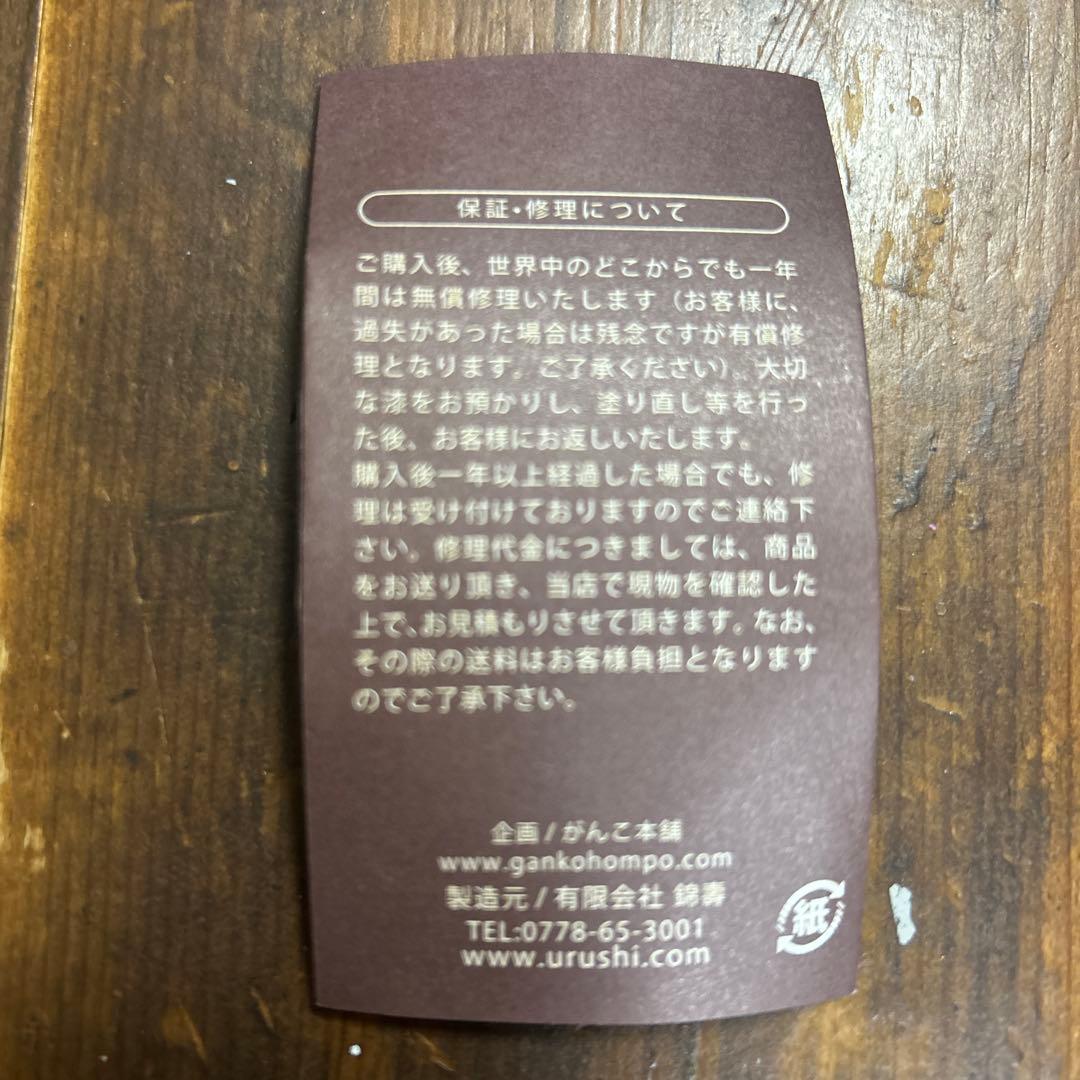 保証・修理について
ご購入後、世界中のどこからでも一年
間は無償修理いたします（お客様に、
過失があった場合は残念ですが有償修
理となります。ご了承ください）。大切
な漆をお預かりし、塗り直し等を行っ
た後、お客様にお返しいたします。
購入後一年以上経過した場合でも、修
理は受け付けておりますのでご連絡下
さい。修理代金につきましては、商品
をお送り頂き、当店で現物を確認した
上で、お見積もりさせて頂きます。なお、
その際の送料はお客様負担となります
のでご了承下さい。
企画 / がんこ本舗
www.gankohompo.com
製造元 / 有限会社 錦壽
TEL:0778-65-3001
www.urushi.com
紙